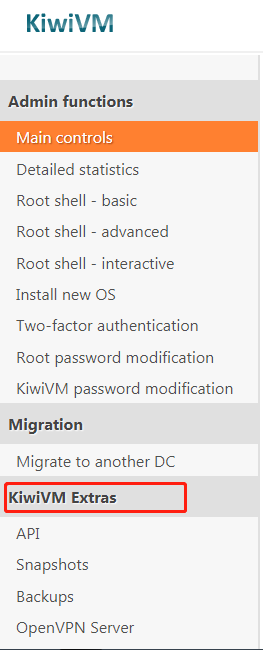 KiwiVM
Admin functions
Main controls
Detailed statistics
Root shell - basic
Root shell - advanced
Root shell - interactive
Install new OS
Two-factor authentication
Root password modification
KiwiVM password modification
Migration
Migrate to another DC
KiwiVM Extras
API
Snapshots
Backups
OpenVPN Server